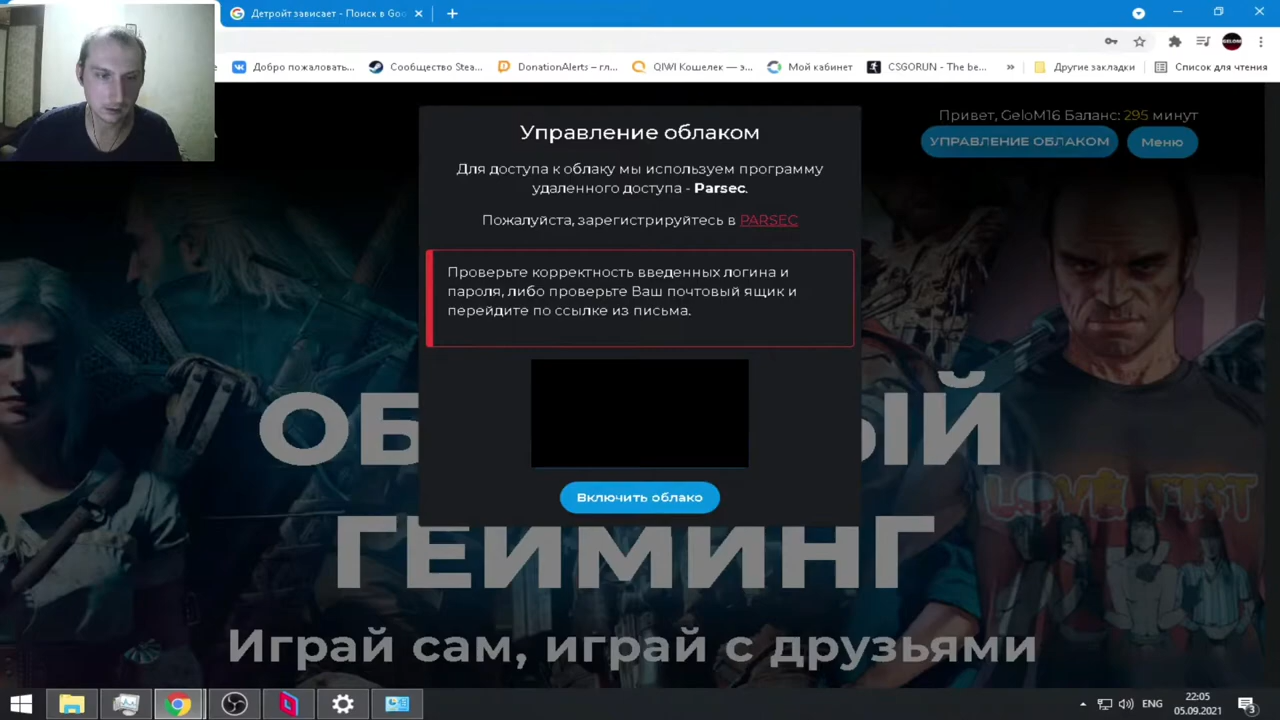 Детройт зависает - Поиск в Goo
Добро пожаловать...
Сообщество Stea...
DonationAlerts – гл...
QIWI Кошелек — э...
Мой кабинет
CSGORUN - The be...
»
Другие закладки
Список для чтения
Привет, GeloM16 Баланс: 295 минут
УПРАВЛЕНИЕ ОБЛАКОМ
Меню
Управление облаком
Для доступа к облаку мы используем программу
удаленного доступа - Parsec.
Пожалуйста, зарегистрируйтесь в PARSEC
Проверьте корректность введенных логина и
пароля, либо проверьте Ваш почтовый ящик и
перейдите по ссылке из письма.
Включить облако
ГЕЙМИНГ
LOVE FIST
Играй сам, играй с друзьями
ENG
22:05
05.09.2021
3